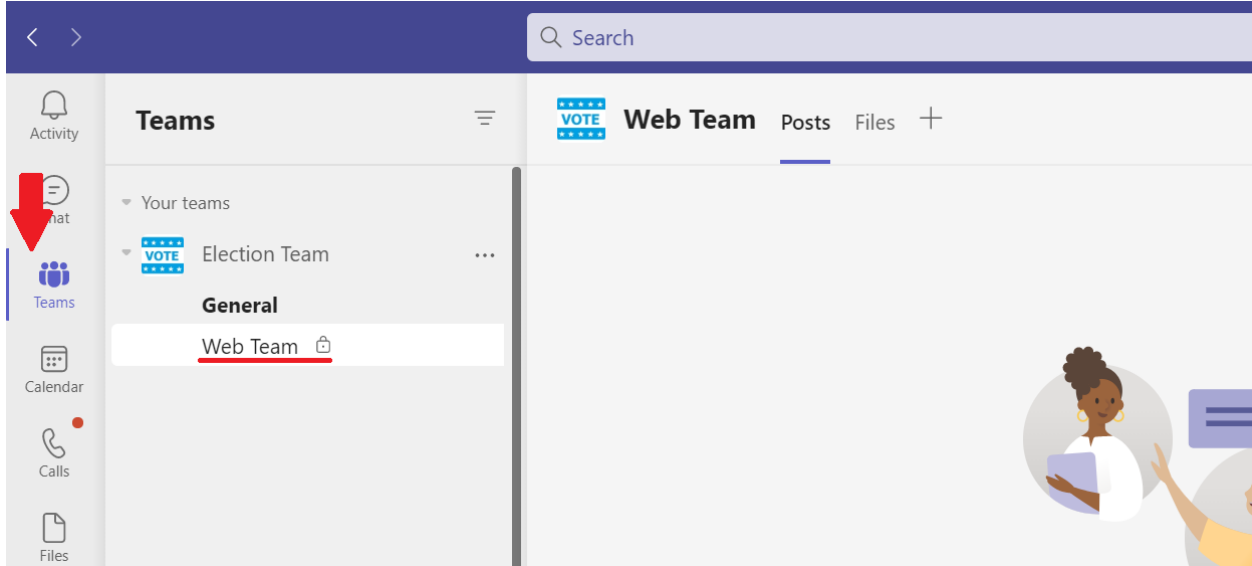 Search
Activity
Chat
Teams
Calendar
Calls
Files
Teams
Your teams
VOTE
Election Team
General
Web Team
VOTE
Web Team
Posts
Files